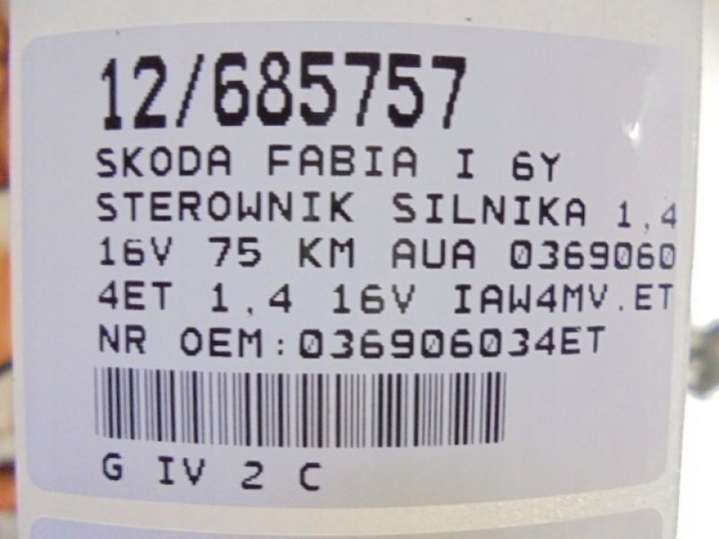 12/685757
SKODA FABIA I 6Y
STEROWNIK SILNIKA 1,4
16V 75 KM AUA 0369060
4ET 1,4 16V IAW4MV.ET
NR OEM:036906034ET
G IV 2 C